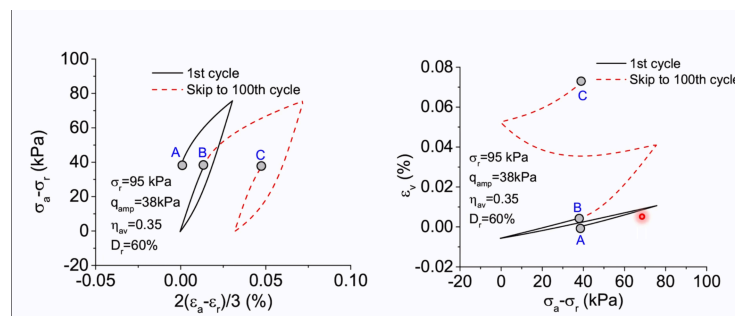 1st cycle
Skip to 100th cycle
A
B
C
σr=95 kPa
qamp=38kPa
ηav=0.35
Dr=60%
σa-σr (kPa)
100
80
60
40
20
0
-20
-0.05
0.00
0.05
0.10
2(εa-εr)/3 (%)
1st cycle
Skip to 100th cycle
C
σr=95 kPa
qamp=38kPa
ηav=0.35
Dr=60%
B
A
εv (%)
0.08
0.06
0.04
0.02
0.00
-0.02
-20
0
20
40
60
80
100
σa-σr (kPa)